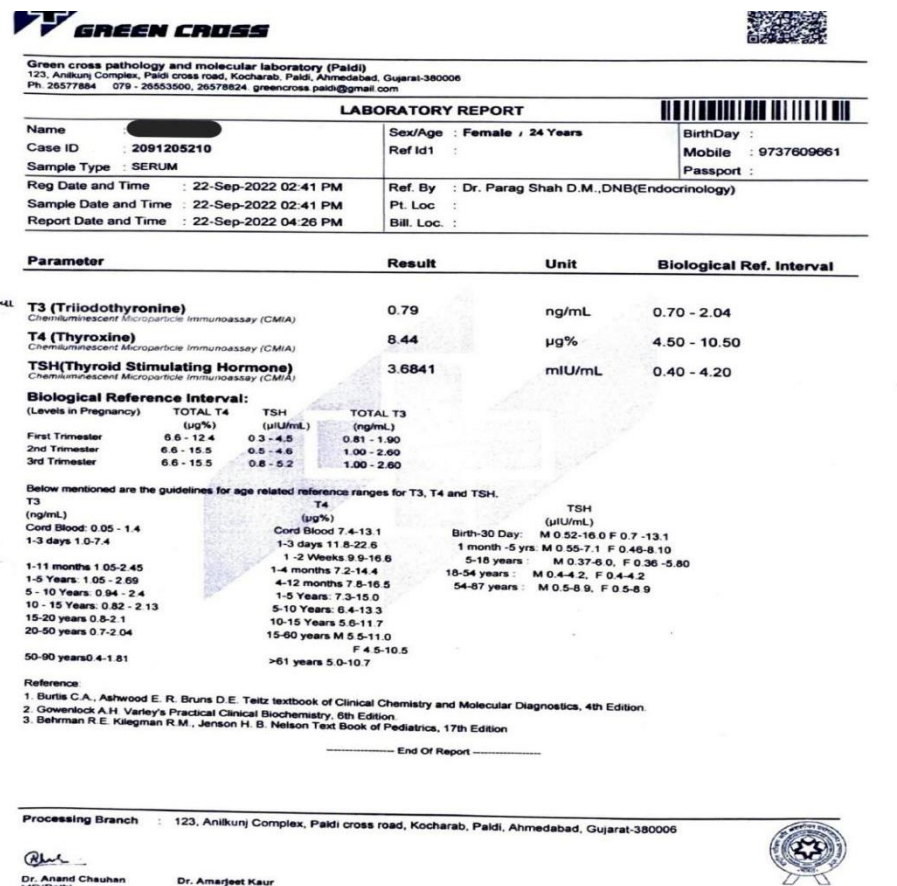 GREEN CROSS
Green cross pathology and molecular laboratory (Paldi)
123, Anilkunj Complex, Paldi cross road, Kocharab, Paldi, Ahmedabad, Gujarat-380006
Ph. 26577884 079 - 26553500, 26578824. greencross.paldi@gmail.com
LABORATORY REPORT
Name : Sex/Age : Female / 24 Years BirthDay :
Case ID : 2091205210 Ref Id1 : Mobile : 9737609661
Sample Type : SERUM Passport :
Reg Date and Time : 22-Sep-2022 02:41 PM Ref. By : Dr. Parag Shah D.M.,DNB(Endocrinology)
Sample Date and Time : 22-Sep-2022 02:41 PM Pt. Loc :
Report Date and Time : 22-Sep-2022 04:26 PM Bill. Loc. :
Parameter Result Unit Biological Ref. Interval
T3 (Triiodothyronine) 0.79 ng/mL 0.70 - 2.04
Chemiluminescent Microparticle Immunoassay (CMIA)
T4 (Thyroxine) 8.44 µg% 4.50 - 10.50
Chemiluminescent Microparticle Immunoassay (CMIA)
TSH(Thyroid Stimulating Hormone) 3.6841 mIU/mL 0.40 - 4.20
Chemiluminescent Microparticle Immunoassay (CMIA)
Biological Reference Interval:
(Levels in Pregnancy) TOTAL T4 TSH TOTAL T3
(µg%) (µIU/mL) (ng/mL)
First Trimester 6.6 - 12.4 0.3 - 4.5 0.81 - 1.90
2nd Trimester 6.6 - 15.5 0.5 - 4.6 1.00 - 2.60
3rd Trimester 6.6 - 15.5 0.8 - 5.2 1.00 - 2.60
Below mentioned are the guidelines for age related reference ranges for T3, T4 and TSH.
T3 T4 TSH
(ng/mL) (µg%) (µIU/mL)
Cord Blood: 0.05 - 1.4 Cord Blood 7.4-13.1 Birth-30 Day: M 0.52-16.0 F 0.7 -13.1
1-3 days 1.0-7.4 1-3 days 11.8-22.6 1 month -5 yrs: M 0.55-7.1 F 0.46-8.10
1 -2 Weeks 9.9-16.6 5-18 years : M 0.37-6.0, F 0.36 -5.80
1-11 months 1.05-2.45 1-4 months 7.2-14.4 18-54 years : M 0.4-4.2, F 0.4-4.2
1-5 Years: 1.05 - 2.69 4-12 months 7.8-16.5 54-87 years : M 0.5-8.9, F 0.5-8.9
5 - 10 Years: 0.94 - 2.4 1-5 Years: 7.3-15.0
10 - 15 Years: 0.82 - 2.13 5-10 Years: 6.4-13.3
15-20 years 0.8-2.1 10-15 Years 5.6-11.7
20-50 years 0.7-2.04 15-60 years M 5.5-11.0
F 4.5-10.5
50-90 years0.4-1.81 >61 years 5.0-10.7
Reference:
1. Burtis C.A., Ashwood E. R. Bruns D.E. Teitz textbook of Clinical Chemistry and Molecular Diagnostics, 4th Edition.
2. Gowenlock A.H. Varley's Practical Clinical Biochemistry, 6th Edition.
3. Behrman R.E. Kilegman R.M., Jenson H. B. Nelson Text Book of Pediatrics, 17th Edition
------------------ End Of Report ------------------
Processing Branch : 123, Anilkunj Complex, Paldi cross road, Kocharab, Paldi, Ahmedabad, Gujarat-380006
Dr. Anand Chauhan Dr. Amarjeet Kaur